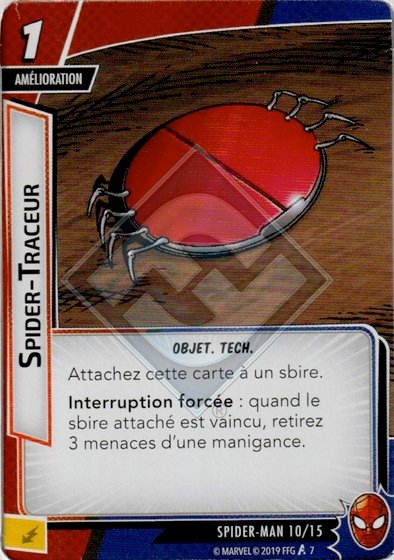 1
AMÉLIORATION
SPIDER-TRACEUR
OBJET. TECH.
Attachez cette carte à un sbire.
Interruption forcée : quand le
sbire attaché est vaincu, retirez
3 menaces d'une manigance.
®
SPIDER-MAN 10/15
© MARVEL © 2019 FFG 7